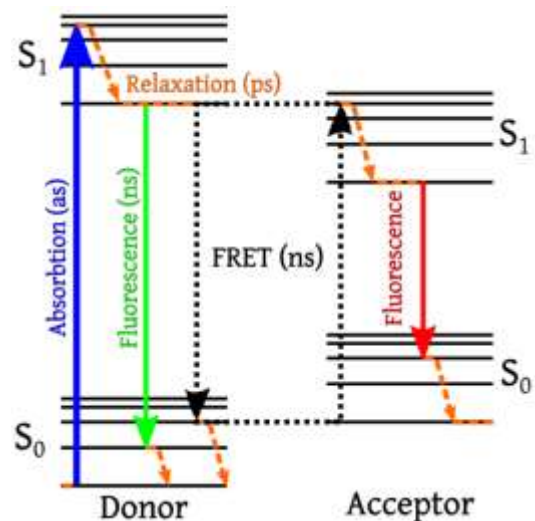 S1
Relaxation (ps)
S1
Absorbtion (as)
Fluorescence (ns)
FRET (ns)
Fluorescence
S0
S0
Donor
Acceptor